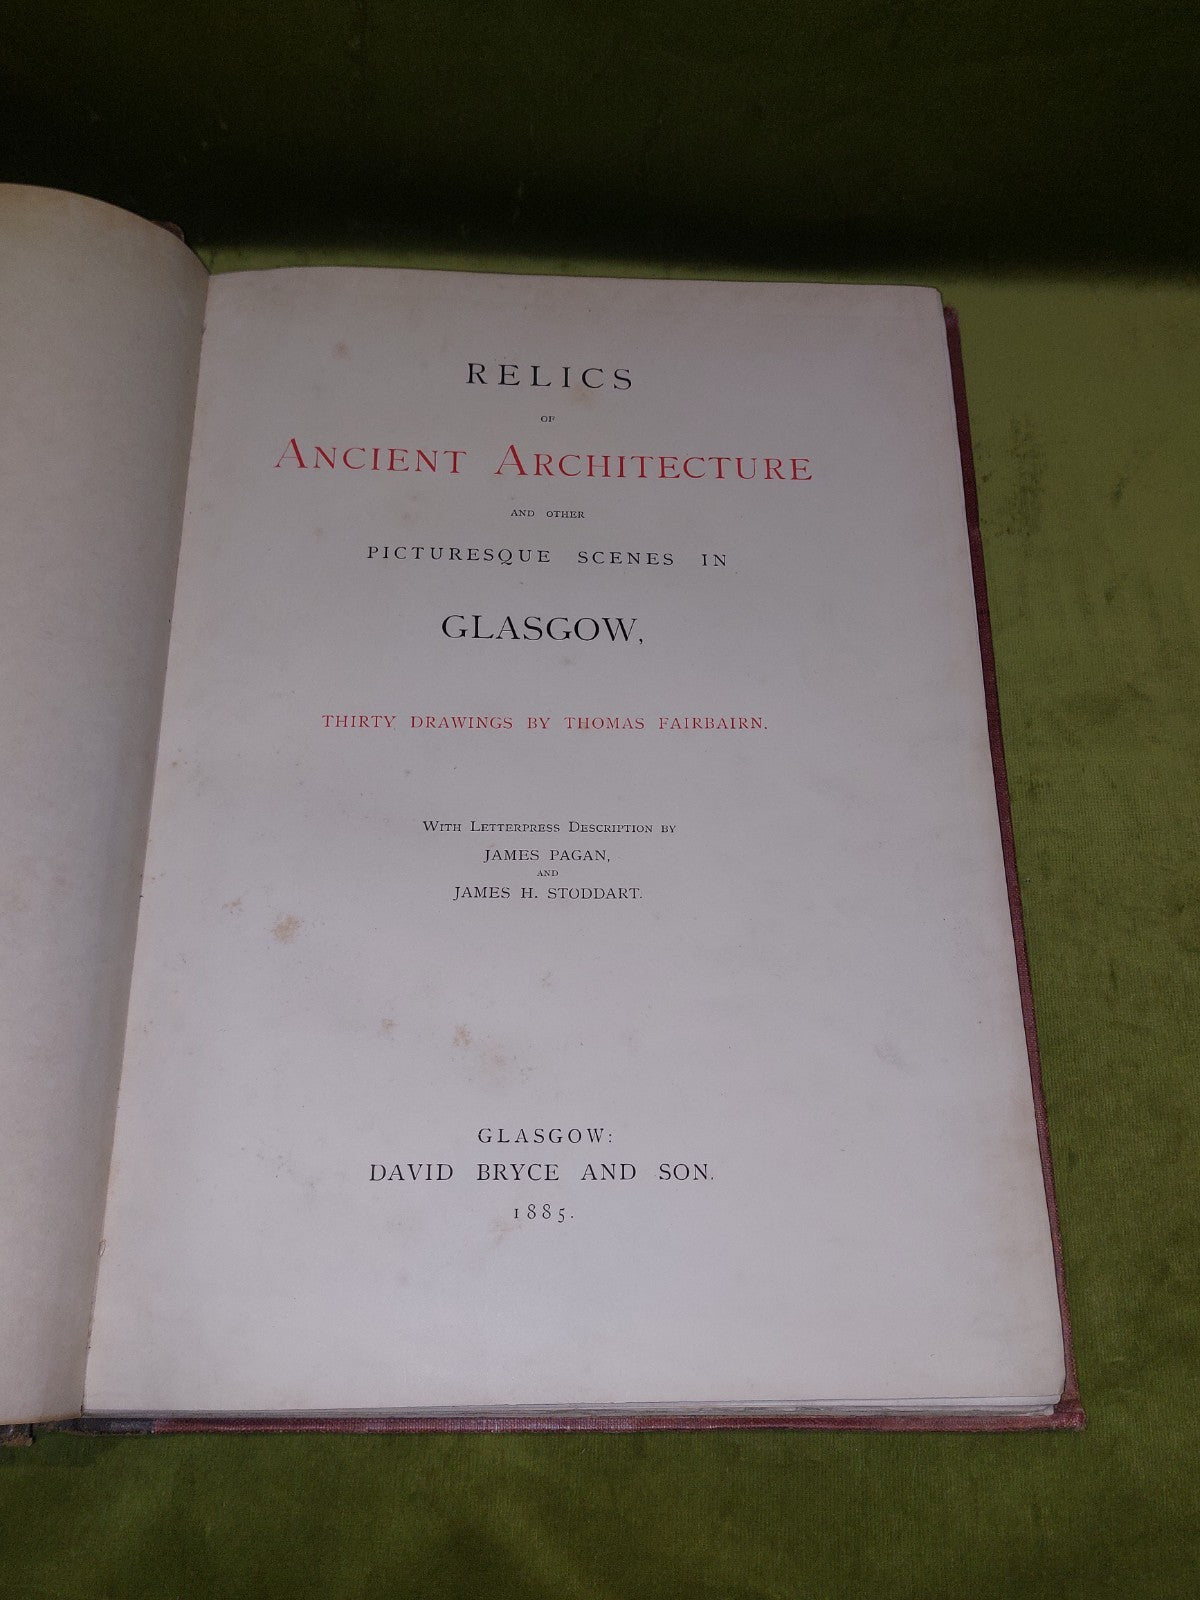 RELICS
OF
ANCIENT ARCHITECTURE
AND OTHER
PICTURESQUE SCENES IN
GLASGOW,
THIRTY DRAWINGS BY THOMAS FAIRBAIRN.
WITH LETTERPRESS DESCRIPTION BY
JAMES PAGAN,
AND
JAMES H. STODDART.
GLASGOW:
DAVID BRYCE AND SON.
1885.